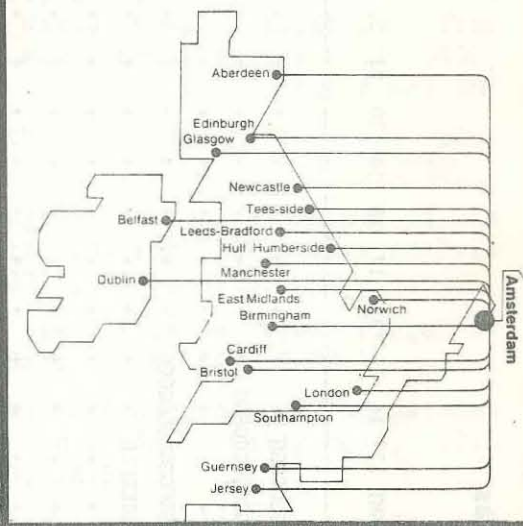 Aberdeen
Edinburgh
Glasgow
Newcastle
Tees-side
Belfast
Leeds-Bradford
Hull Humberside
Manchester
Dublin
East Midlands
Norwich
Birmingham
Amsterdam
Cardiff
Bristol
London
Southampton
Guernsey
Jersey